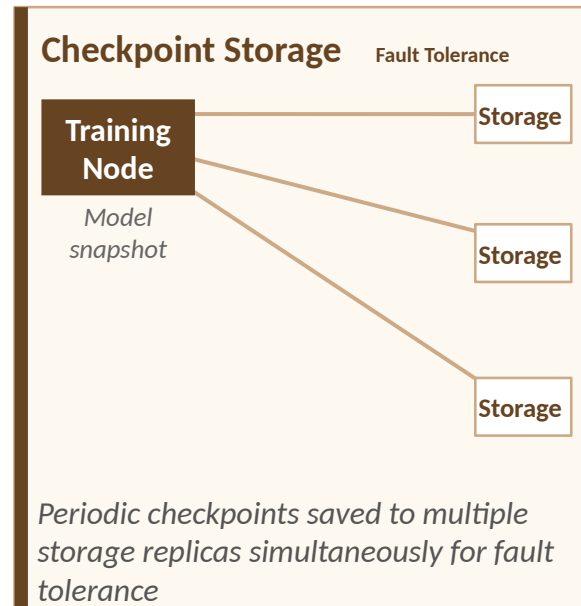 Checkpoint Storage Fault Tolerance
Training
Node
Model
snapshot
Storage
Storage
Storage
Periodic checkpoints saved to multiple
storage replicas simultaneously for fault
tolerance